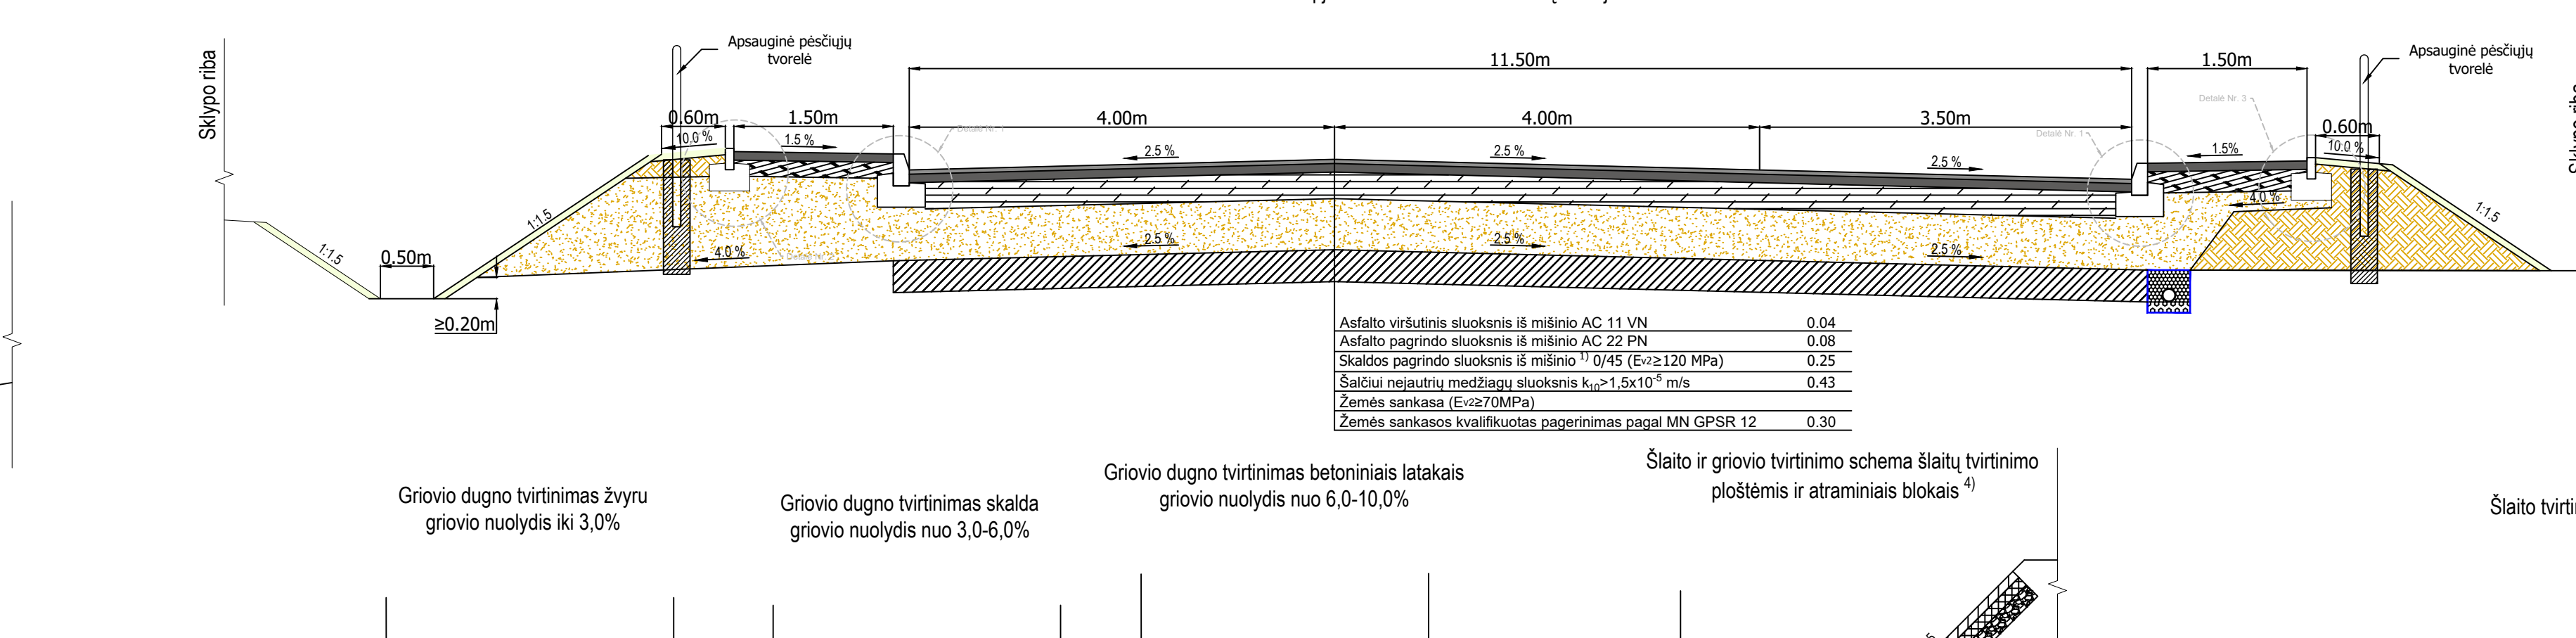 Sklypo riba
Apsauginė pėsčiųjų
tvorelė
11.50m
1.50m
Apsauginė pėsčiųjų
tvorelė
0.60m
1.50m
4.00m
4.00m
3.50m
0.60m
Detalė Nr. 3
Detalė Nr. 1
10.0 %
1.5 %
2.5 %
2.5 %
2.5 %
1.5%
10.0 %
1:1.5
1:1.5
0.50m
≥0.20m
4.0 %
2.5 %
2.5 %
2.5 %
4.0 %
1:1.5
Asfalto viršutinis sluoksnis iš mišinio AC 11 VN 0.04
Asfalto pagrindo sluoksnis iš mišinio AC 22 PN 0.08
Skaldos pagrindo sluoksnis iš mišinio 1) 0/45 (Ev2≥120 MPa) 0.25
Šalčiui nejautrių medžiagų sluoksnis k10>1,5x10-5 m/s 0.43
Žemės sankasa (Ev2≥70MPa)
Žemės sankasos kvalifikuotas pagerinimas pagal MN GPSR 12 0.30
Griovio dugno tvirtinimas žvyru
griovio nuolydis iki 3,0%
Griovio dugno tvirtinimas skalda
griovio nuolydis nuo 3,0-6,0%
Griovio dugno tvirtinimas betoniniais latakais
griovio nuolydis nuo 6,0-10,0%
Šlaito ir griovio tvirtinimo schema šlaitų tvirtinimo
ploštėmis ir atraminiais blokais 4)
Šlaito